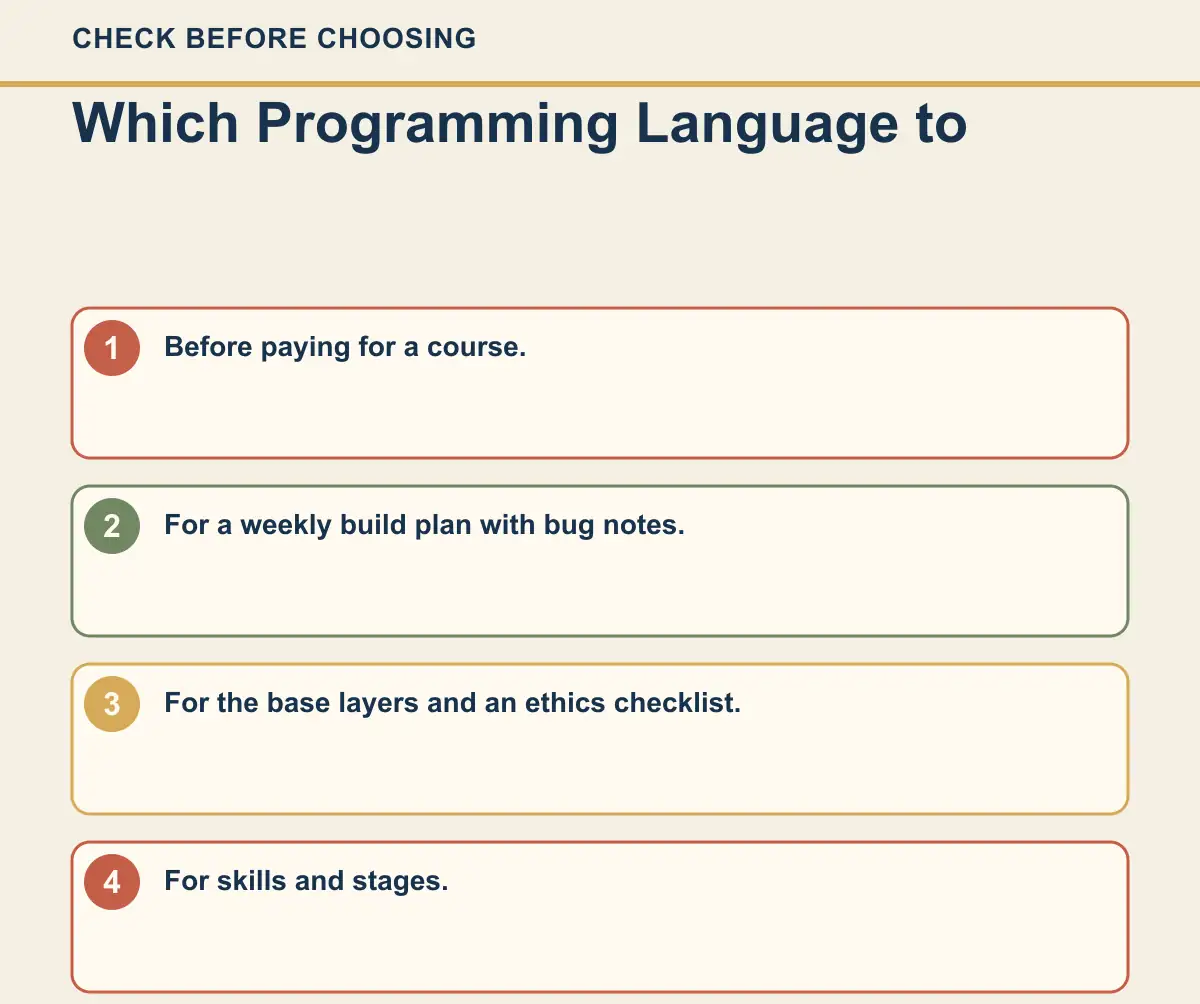 CHECK BEFORE CHOOSING
Which Programming Language to
1 Before paying for a course.
2 For a weekly build plan with bug notes.
3 For the base layers and an ethics checklist.
4 For skills and stages.